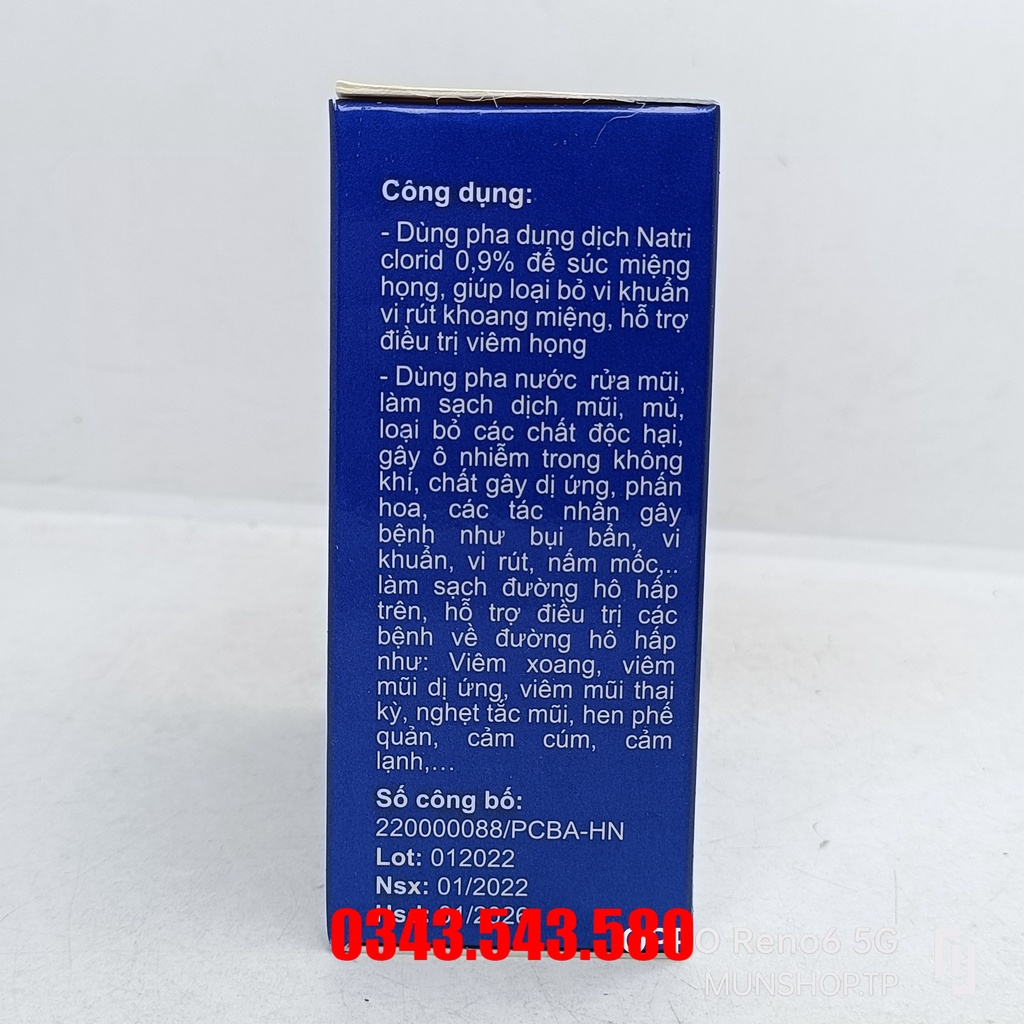 Công dụng:
- Dùng pha dung dịch Natri
clorid 0,9% để súc miệng
họng, giúp loại bỏ vi khuẩn
vi rút khoang miệng, hỗ trợ
điều trị viêm họng
- Dùng pha nước rửa mũi,
làm sạch dịch mũi, mủ,
loại bỏ các chất độc hại,
gây ô nhiễm trong không
khí, chất gây dị ứng, phấn
hoa, các tác nhân gây
bệnh như bụi bẩn, vi
khuẩn, vi rút, nấm mốc,..
làm sạch đường hô hấp
trên, hỗ trợ điều trị các
bệnh về đường hô hấp
như: Viêm xoang, viêm
mũi dị ứng, viêm mũi thai
kỳ, nghẹt tắc mũi, hen phế
quản, cảm cúm, cảm
lạnh,...
Số công bố:
220000088/PCBA-HN
Lot: 012022
Nsx: 01/2022
Hsd: 01/2026
0343.543.580
Reno6 5G
MUNSHOP.TP